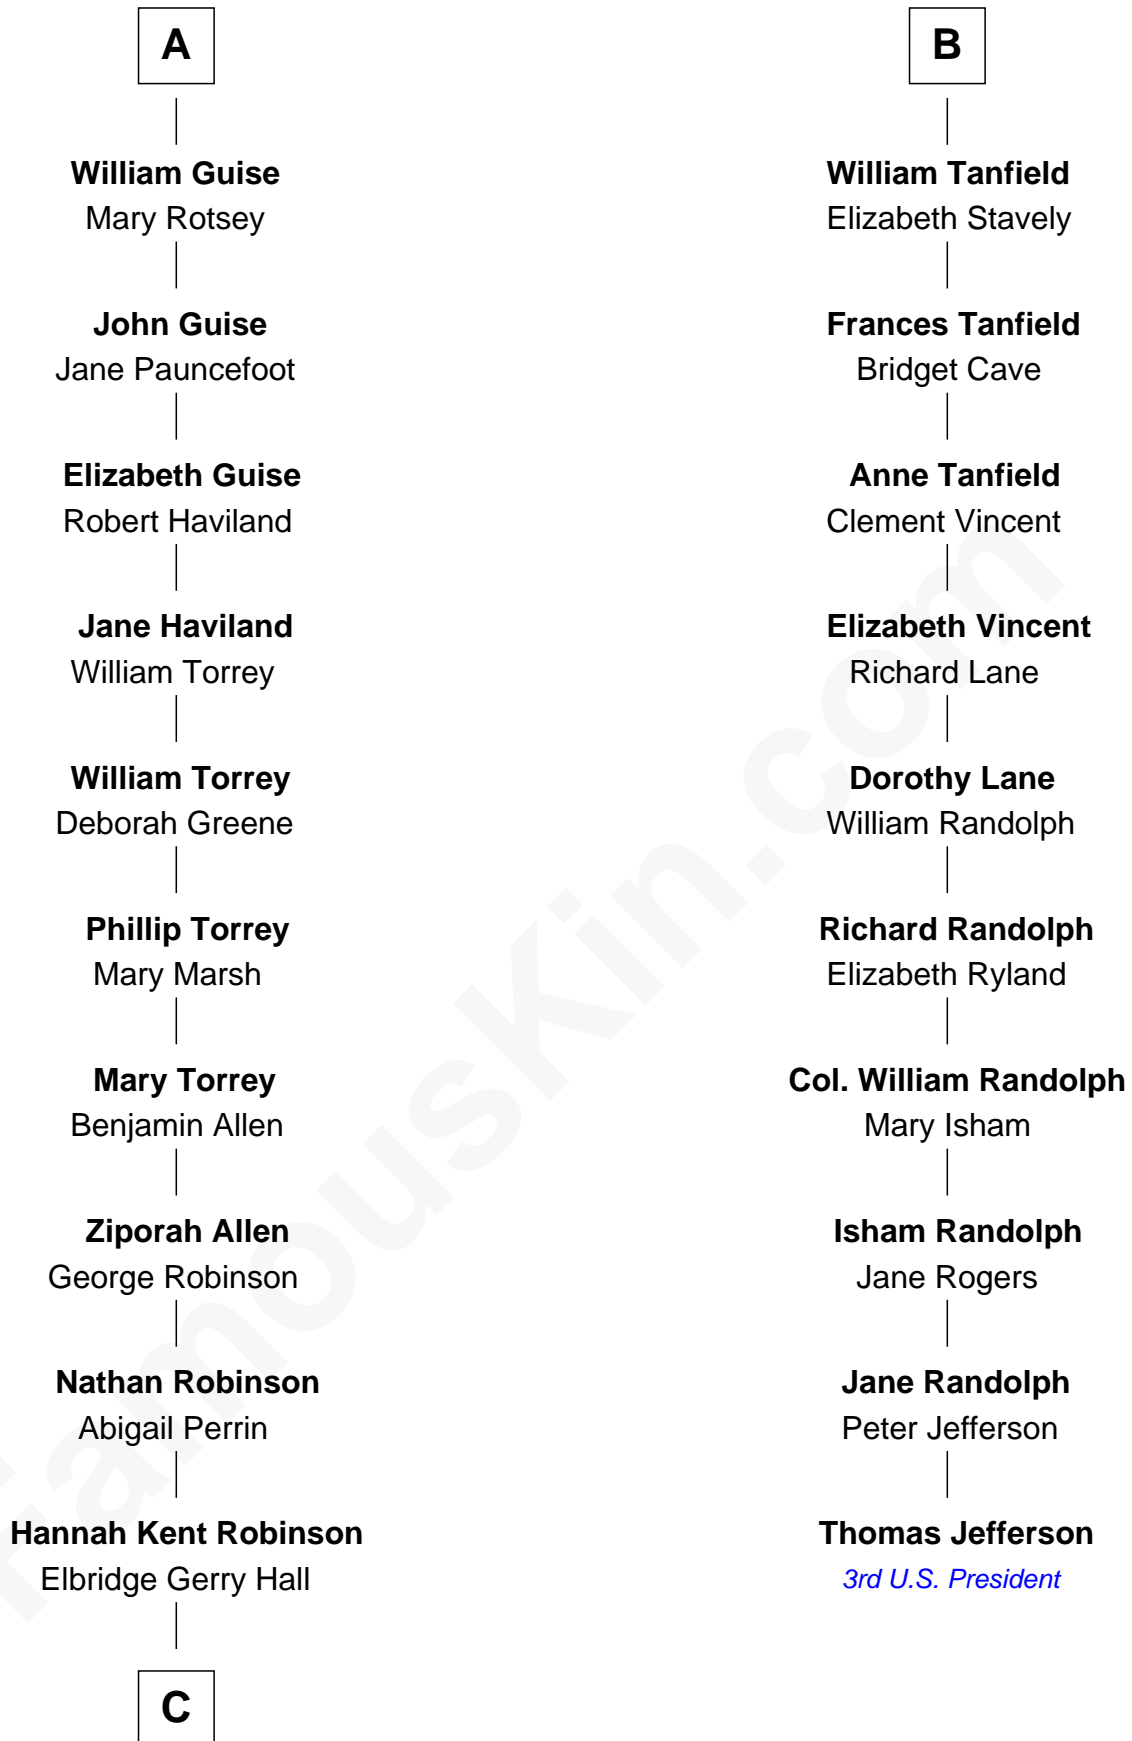 A
William Guise
Mary Rotsey
John Guise
Jane Pauncefoot
Elizabeth Guise
Robert Haviland
Jane Haviland
William Torrey
William Torrey
Deborah Greene
Phillip Torrey
Mary Marsh
Mary Torrey
Benjamin Allen
Ziporah Allen
George Robinson
Nathan Robinson
Abigail Perrin
Hannah Kent Robinson
Elbridge Gerry Hall
C
B
William Tanfield
Elizabeth Stavely
Frances Tanfield
Bridget Cave
Anne Tanfield
Clement Vincent
Elizabeth Vincent
Richard Lane
Dorothy Lane
William Randolph
Richard Randolph
Elizabeth Ryland
Col. William Randolph
Mary Isham
Isham Randolph
Jane Rogers
Jane Randolph
Peter Jefferson
Thomas Jefferson
3rd U.S. President
FamousKin.com